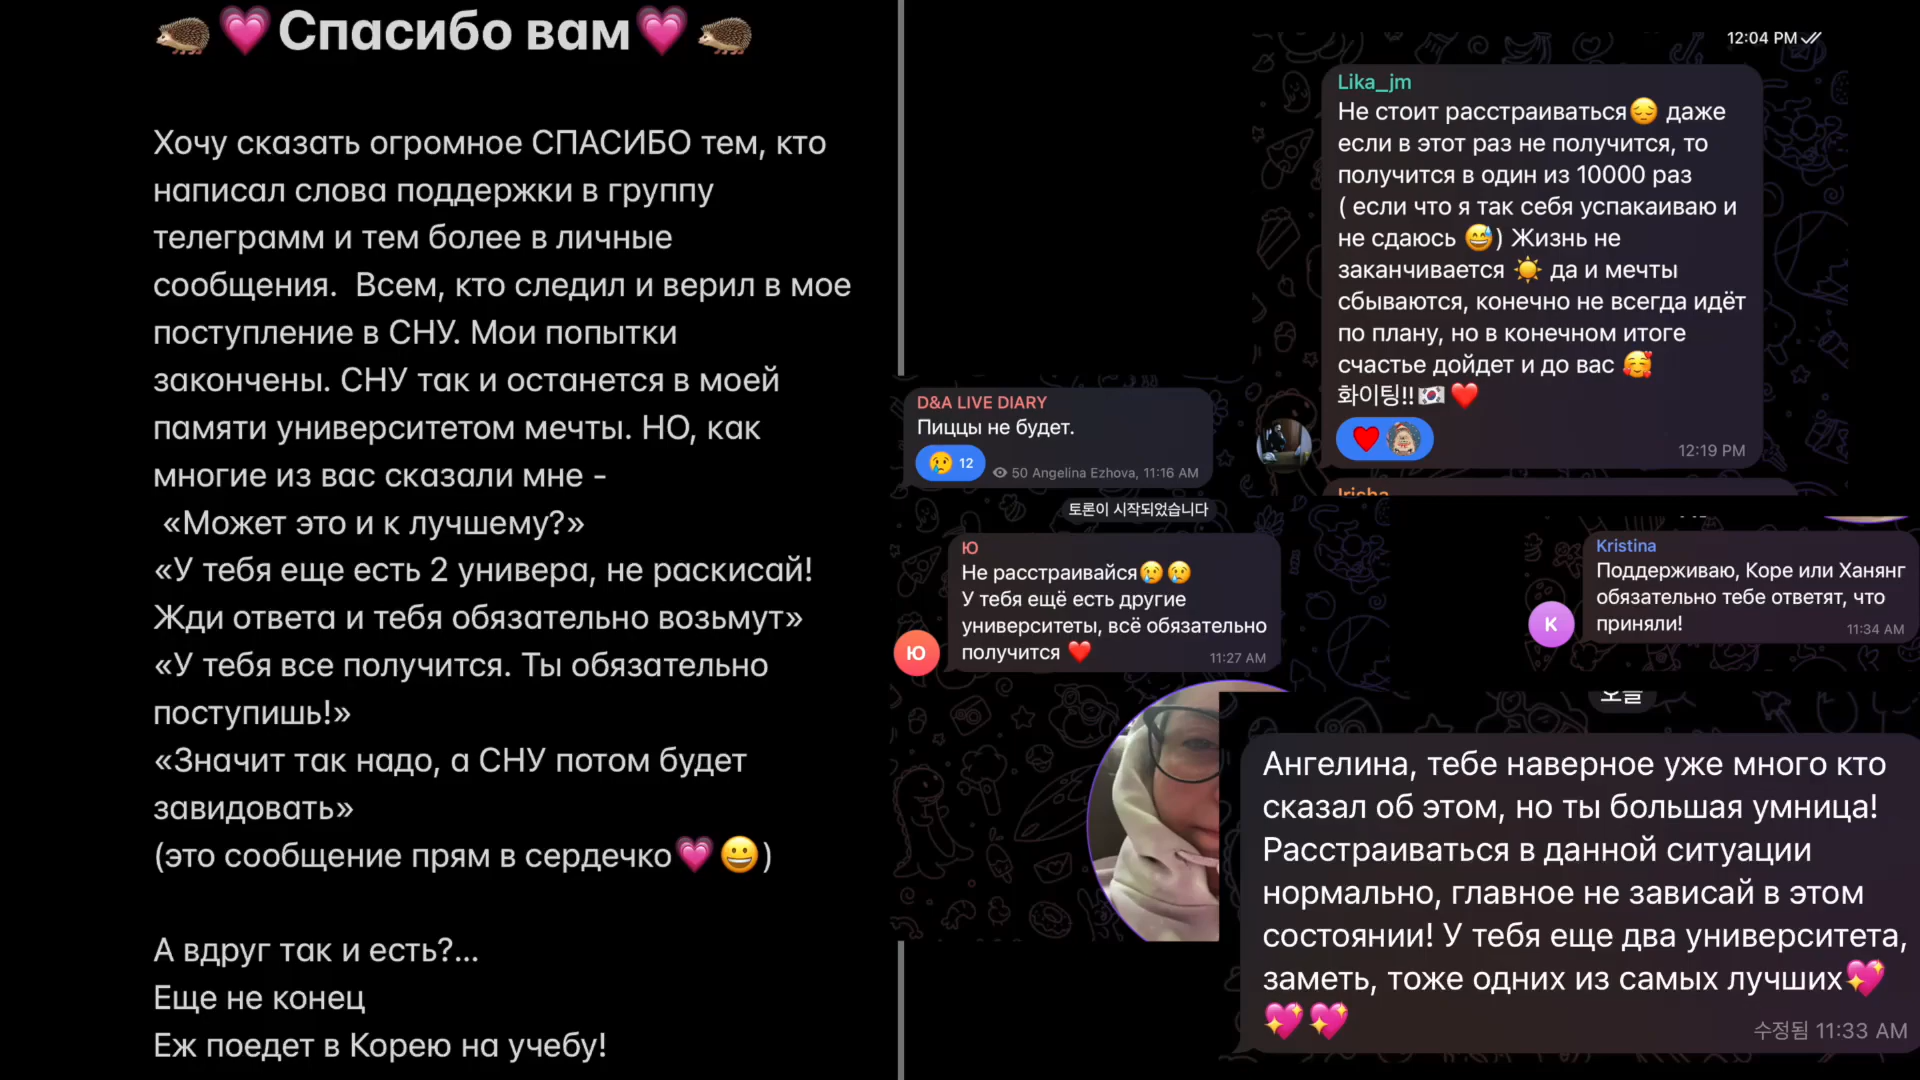 🦔💗Спасибо вам💗🦔
Хочу сказать огромное СПАСИБО тем, кто
написал слова поддержки в группу
телеграмм и тем более в личные
сообщения.  Всем, кто следил и верил в мое
поступление в СНУ. Мои попытки
закончены. СНУ так и останется в моей
памяти университетом мечты. НО, как
многие из вас сказали мне -
«Может это и к лучшему?»
«У тебя еще есть 2 универа, не раскисай!
Жди ответа и тебя обязательно возьмут»
«У тебя все получится. Ты обязательно
поступишь!»
«Значит так надо, а СНУ потом будет
завидовать»
(это сообщение прям в сердечко💗😀)
А вдруг так и есть?...
Еще не конец
Еж поедет в Корею на учебу!
12:04 PM
Lika_jm
Не стоит расстраиваться😔 даже
если в этот раз не получится, то
получится в один из 10000 раз
( если что я так себя успакаиваю и
не сдаюсь 😅) Жизнь не
заканчивается ☀️ да и мечты
сбываются, конечно не всегда идёт
по плану, но в конечном итоге
счастье дойдет и до вас 🥰
화이팅!!🇰🇷❤️
12:19 PM
Irisha
D&A LIVE DIARY
Пиццы не будет.
😢 12
50 Angelina Ezhova, 11:16 AM
토론이 시작되었습니다
Ю
Не расстраивайся😢😢
У тебя ещё есть другие
университеты, всё обязательно
получится ❤️
11:27 AM
Ю
Kristina
Поддерживаю, Коре или Ханянг
обязательно тебе ответят, что
приняли!
11:34 AM
K
오늘
Ангелина, тебе наверное уже много кто
сказал об этом, но ты большая умница!
Расстраиваться в данной ситуации
нормально, главное не зависай в этом
состоянии! У тебя еще два университета,
заметь, тоже одних из самых лучших💖
💖💖
수정됨 11:33 AM